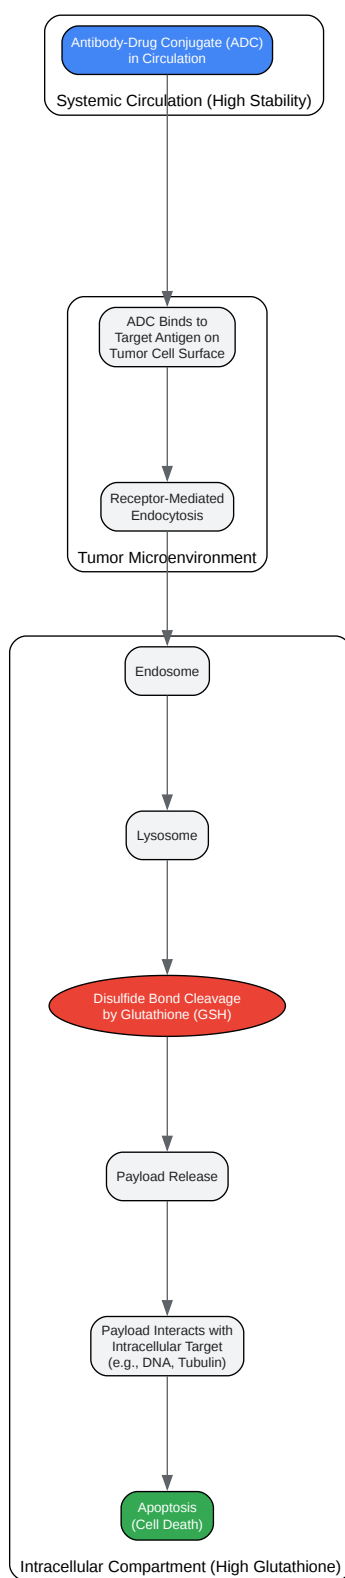 Antibody-Drug Conjugate (ADC)
in Circulation
Systemic Circulation (High Stability)
ADC Binds to
Target Antigen on
Tumor Cell Surface
Receptor-Mediated
Endocytosis
Tumor Microenvironment
Endosome
Lysosome
Disulfide Bond Cleavage
by Glutathione (GSH)
Payload Release
Payload Interacts with
Intracellular Target
(e.g., DNA, Tubulin)
Apoptosis
(Cell Death)
Intracellular Compartment (High Glutathione)